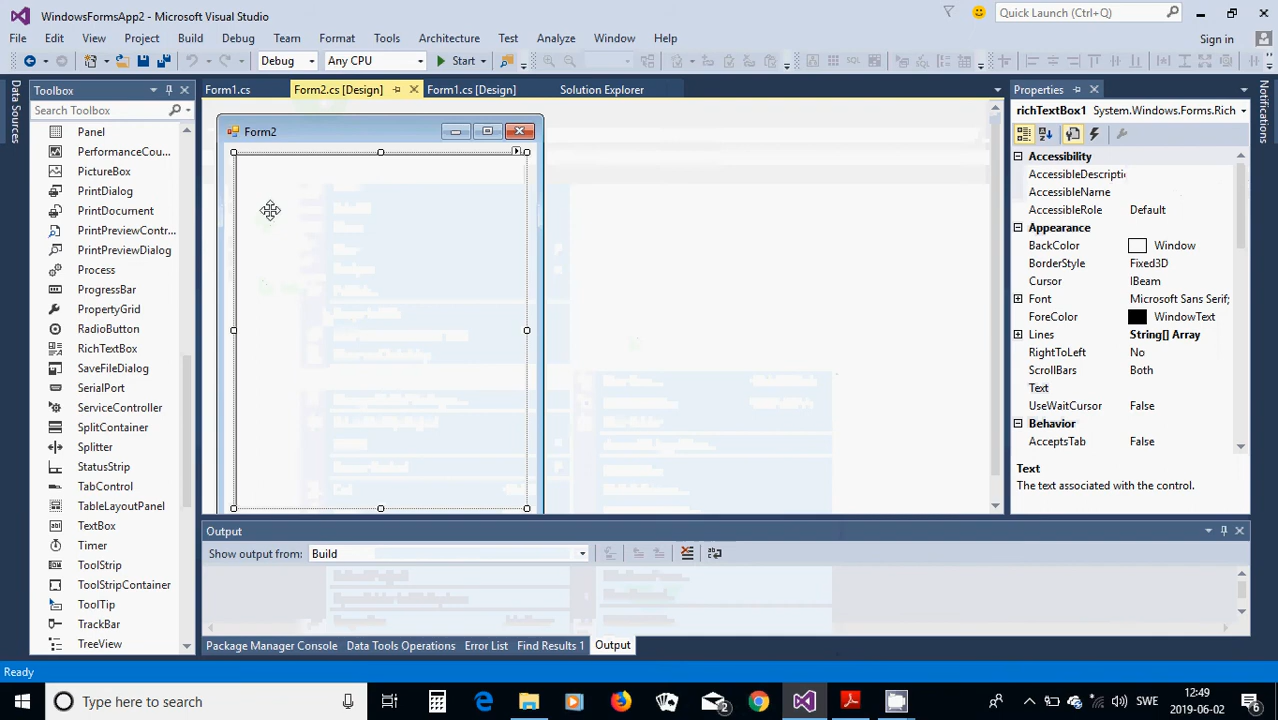 WindowsFormsApp2 - Microsoft Visual Studio
Quick Launch (Ctrl+Q)
File Edit View Project Build Debug Team Format Tools Architecture Test Analyze Window Help
Sign in
Debug Any CPU Start
Data Sources
Toolbox
Search Toolbox
Panel
PerformanceCou...
PictureBox
PrintDialog
PrintDocument
PrintPreviewContr...
PrintPreviewDialog
Process
ProgressBar
PropertyGrid
RadioButton
RichTextBox
SaveFileDialog
SerialPort
ServiceController
SplitContainer
Splitter
StatusStrip
TabControl
TableLayoutPanel
TextBox
Timer
ToolStrip
ToolStripContainer
ToolTip
TrackBar
TreeView
Form1.cs Form2.cs [Design] Form1.cs [Design] Solution Explorer
Form2
Output
Show output from: Build
Package Manager Console Data Tools Operations Error List Find Results 1 Output
Properties
richTextBox1 System.Windows.Forms.Rich
Accessibility
AccessibleDescripti
AccessibleName
AccessibleRole Default
Appearance
BackColor Window
BorderStyle Fixed3D
Cursor IBeam
Font Microsoft Sans Serif;
ForeColor WindowText
Lines String[] Array
RightToLeft No
ScrollBars Both
Text
UseWaitCursor False
Behavior
AcceptsTab False
Text
The text associated with the control.
Notifications
Ready
Type here to search
2
SWE
12:49
2019-06-02
6